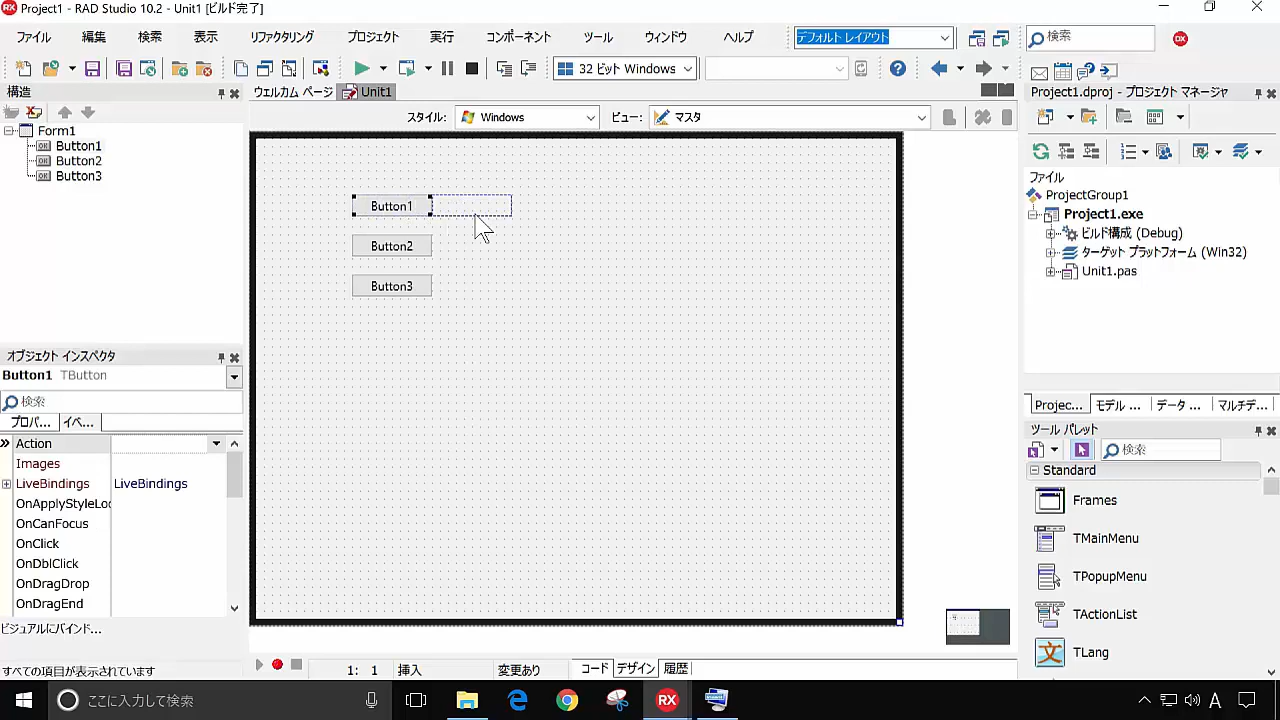 Project1 - RAD Studio 10.2 - Unit1 [ビルド完了]
ファイル 編集 検索 表示 リファクタリング プロジェクト 実行 コンポーネント ツール ウィンドウ ヘルプ デフォルト レイアウト 検索
32 ビット Windows
構造
ウェルカム ページ Unit1
Project1.dproj - プロジェクト マネージャ
スタイル: Windows ビュー: マスタ
Form1
Button1
Button2
Button3
ファイル
ProjectGroup1
Project1.exe
ビルド構成 (Debug)
ターゲット プラットフォーム (Win32)
Unit1.pas
Button1
Button2
Button3
オブジェクト インスペクタ
Button1 TButton
検索
プロパ... イベ...
Action
Images
LiveBindings LiveBindings
OnApplyStyleLoo
OnCanFocus
OnClick
OnDblClick
OnDragDrop
OnDragEnd
ビジュアルにバインド...
すべての項目が表示されています
Projec... モデル ... データ ... マルチデ...
ツール パレット
検索
Standard
Frames
TMainMenu
TPopupMenu
TActionList
TLang
1: 1 挿入 変更あり コード デザイン 履歴
ここに入力して検索
A